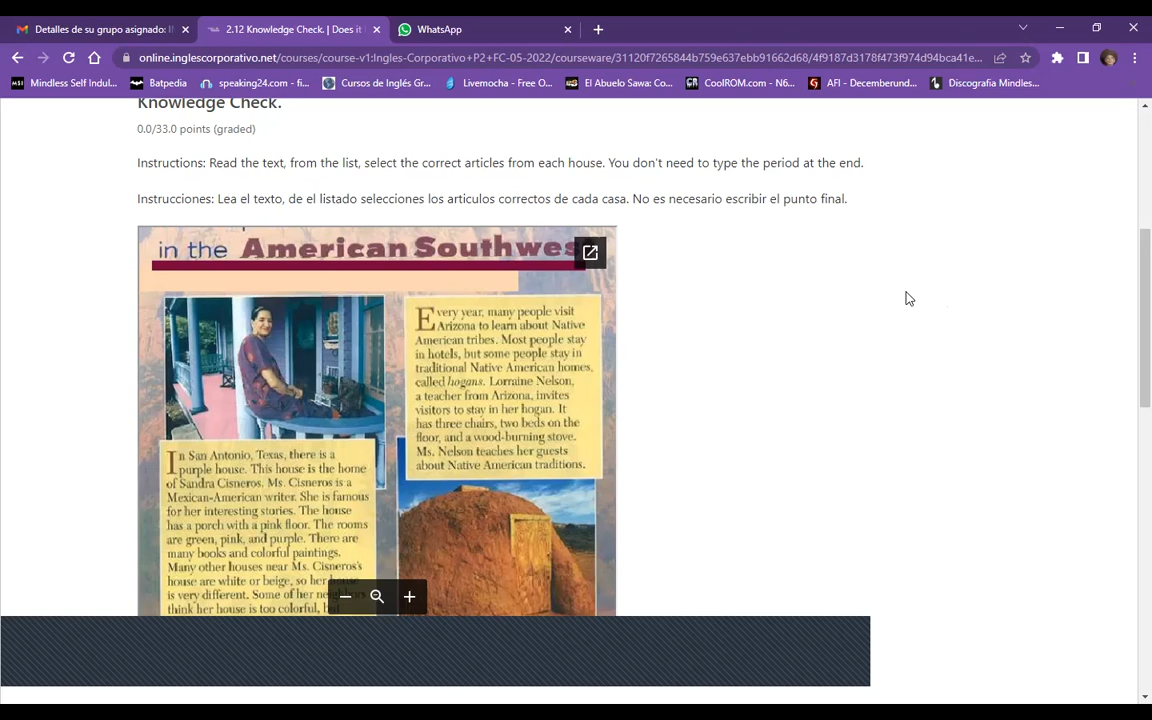 Detalles de su grupo asignado: II
2.12 Knowledge Check. | Does it
WhatsApp
online.inglescorporativo.net/courses/course-v1:Ingles-Corporativo+P2+FC-05-2022/courseware/31120f7265844b759e637ebb91662d68/4f9187d3178f473f974d94bca41e...
Mindless Self Indul...
Batpedia
speaking24.com - fi...
Cursos de Inglés Gr...
Livemocha - Free O...
El Abuelo Sawa: Co...
CoolROM.com - N6...
AFI - Decemberund...
Discografia Mindles...
Knowledge Check.
0.0/33.0 points (graded)
Instructions: Read the text, from the list, select the correct articles from each house. You don't need to type the period at the end.
Instrucciones: Lea el texto, de el listado selecciones los articulos correctos de cada casa. No es necesario escribir el punto final.
in the American Southwes
Every year, many people visit
Arizona to learn about Native
American tribes. Most people stay
in hotels, but some people stay in
traditional Native American homes,
called hogans. Lorraine Nelson,
a teacher from Arizona, invites
visitors to stay in her hogan. It
has three chairs, two beds on the
floor, and a wood-burning stove.
Ms. Nelson teaches her guests
about Native American traditions.
In San Antonio, Texas, there is a
purple house. This house is the home
of Sandra Cisneros. Ms. Cisneros is a
Mexican-American writer. She is famous
for her interesting stories. The house
has a porch with a pink floor. The rooms
are green, pink, and purple. There are
many books and colorful paintings.
Many other houses near Ms. Cisneros's
house are white or beige, so her house
is very different. Some of her neighbors
think her house is too colorful, but